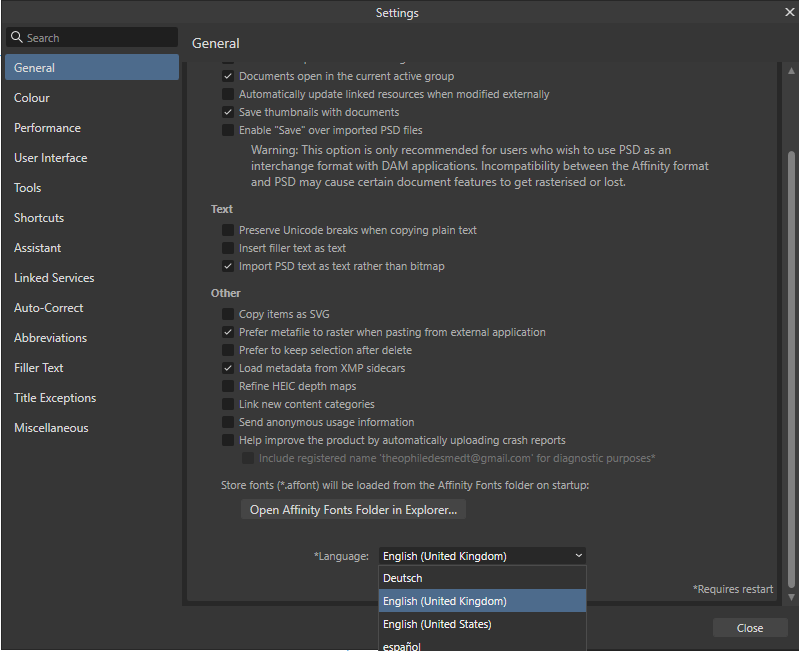 Settings
Search
General
Colour
Performance
User Interface
Tools
Shortcuts
Assistant
Linked Services
Auto-Correct
Abbreviations
Filler Text
Title Exceptions
Miscellaneous
General
Documents open in the current active group
Automatically update linked resources when modified externally
Save thumbnails with documents
Enable "Save" over imported PSD files
Warning: This option is only recommended for users who wish to use PSD as an
interchange format with DAM applications. Incompatibility between the Affinity format
and PSD may cause certain document features to get rasterised or lost.
Text
Preserve Unicode breaks when copying plain text
Insert filler text as text
Import PSD text as text rather than bitmap
Other
Copy items as SVG
Prefer metafile to raster when pasting from external application
Prefer to keep selection after delete
Load metadata from XMP sidecars
Refine HEIC depth maps
Link new content categories
Send anonymous usage information
Help improve the product by automatically uploading crash reports
Include registered name 'theophiledesmedt@gmail.com' for diagnostic purposes*
Store fonts (*.affont) will be loaded from the Affinity Fonts folder on startup:
Open Affinity Fonts Folder in Explorer...
*Language: English (United Kingdom)
Deutsch
English (United Kingdom)
English (United States)
español
*Requires restart
Close